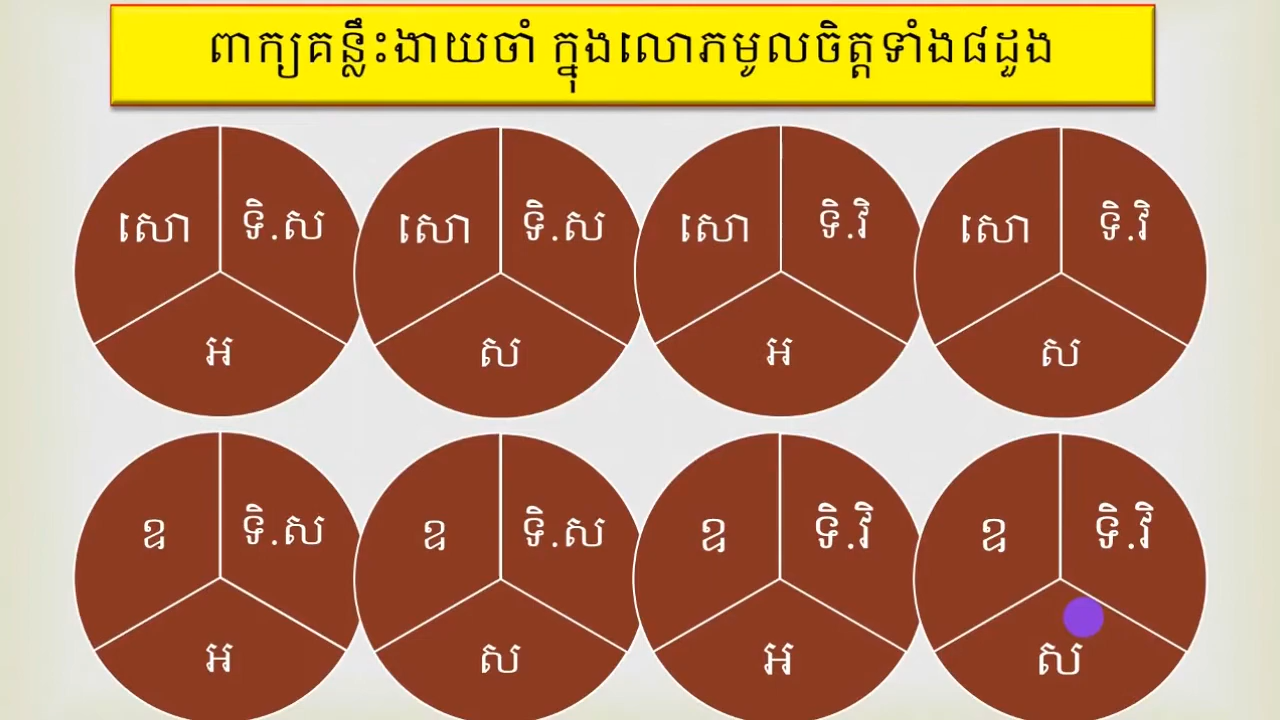 ពាក្យគន្លឹះងាយចាំ ក្នុងលោភមូលចិត្តទាំង៨ដួង
សោ ទិ.ស សោ ទិ.ស សោ ទិ.វិ សោ ទិ.វិ
អ ស អ ស
ឧ ទិ.ស ឧ ទិ.ស ឧ ទិ.វិ ឧ ទិ.វិ
អ ស អ ស